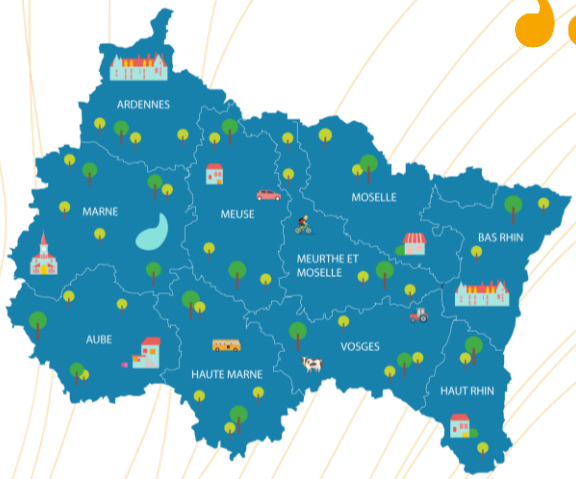 ARDENNES
MARNE
MEUSE
MOSELLE
BAS RHIN
MEURTHE ET
MOSELLE
AUBE
HAUTE MARNE
VOSGES
HAUT RHIN